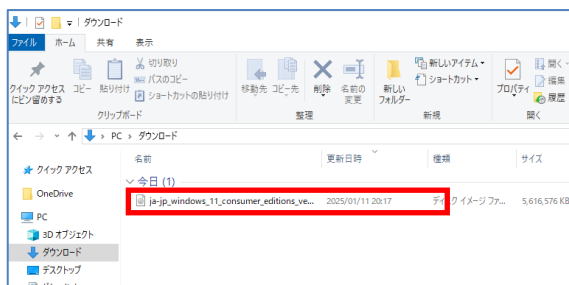 ダウンロード
ファイル ホーム 共有 表示
クイック アクセスにピン留めする
コピー
貼り付け
切り取り
パスのコピー
ショートカットの貼り付け
クリップボード
移動先
コピー先
削除
名前の変更
整理
新しいフォルダー
新しいアイテム
ショートカット
新規
プロパティ
開く
編集
履歴
開く
PC › ダウンロード
名前 更新日時 種類 サイズ
クイック アクセス
OneDrive
PC
3D オブジェクト
ダウンロード
デスクトップ
今日 (1)
ja-jp_windows_11_consumer_editions_ve... 2025/01/11 20:17 ディスク イメージ ファ... 5,616,576 KB